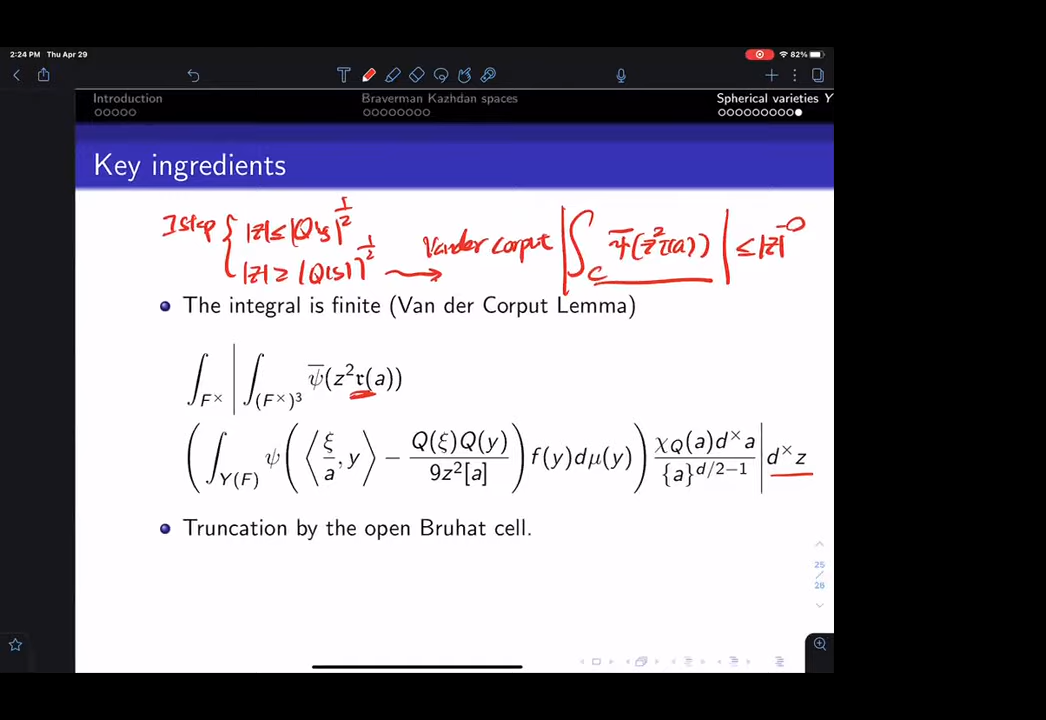 2:24 PM Thu Apr 29
82%
Introduction
Braverman Kazhdan spaces
Spherical varieties Y
Key ingredients
|z| ≤ |Q(ξ)|^{1/2}
|z| ≥ |Q(ξ)|^{1/2} → Van der Corput |∫_C ψ̄(z²𝔯(a))| ≤ |z|
The integral is finite (Van der Corput Lemma)
∫_{F^×} | ∫_{(F^×)^3} ψ̄(z²𝔯(a))
( ∫_{Y(F)} ψ( ⟨ξ/a, y⟩ − Q(ξ)Q(y)/9z²[a] ) f(y)dμ(y) ) χ_Q(a)d^×a/{a}^{d/2−1} | d^×z
Truncation by the open Bruhat cell.
25 / 26